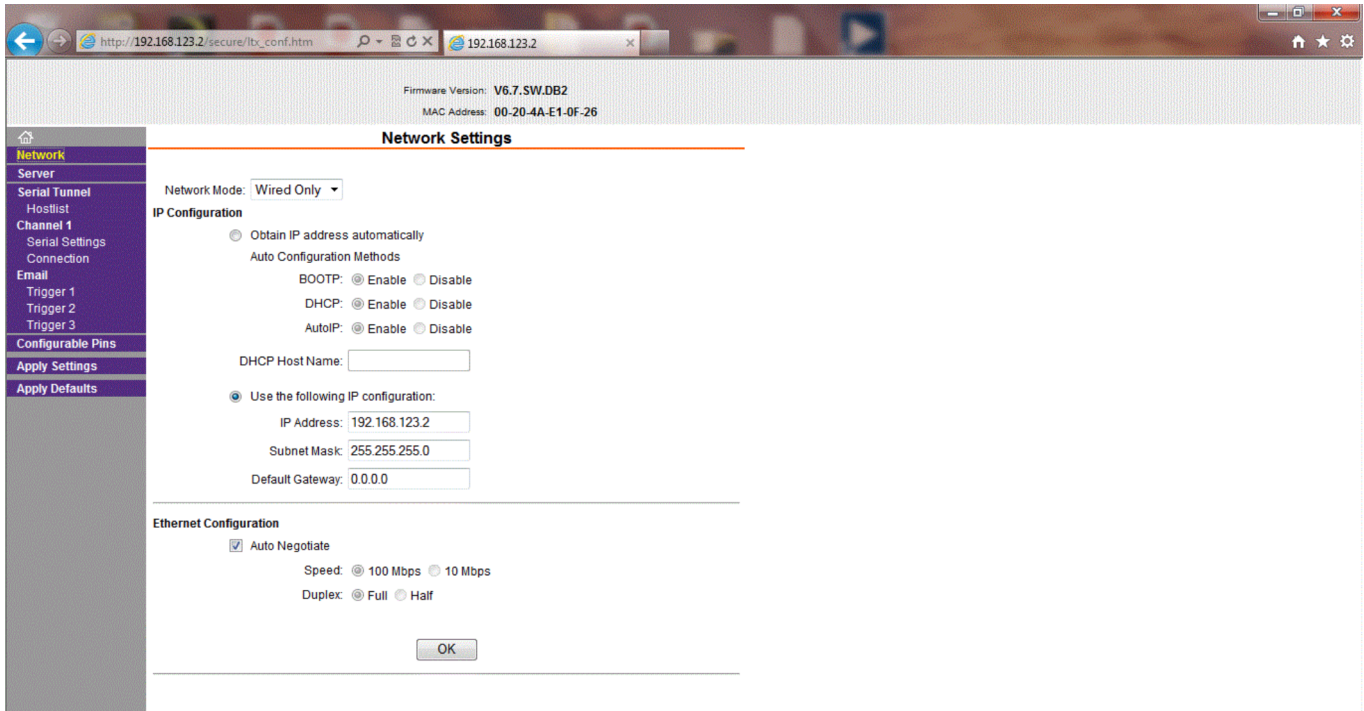 http://192.168.123.2/secure/ltx_conf.htm
192.168.123.2
Firmware Version: V6.7.SW.DB2
MAC Address: 00-20-4A-E1-0F-26
Network Settings
Network
Server
Serial Tunnel
Hostlist
Channel 1
Serial Settings
Connection
Email
Trigger 1
Trigger 2
Trigger 3
Configurable Pins
Apply Settings
Apply Defaults
Network Mode: Wired Only
IP Configuration
Obtain IP address automatically
Auto Configuration Methods
BOOTP: Enable Disable
DHCP: Enable Disable
AutoIP: Enable Disable
DHCP Host Name:
Use the following IP configuration:
IP Address: 192.168.123.2
Subnet Mask: 255.255.255.0
Default Gateway: 0.0.0.0
Ethernet Configuration
Auto Negotiate
Speed: 100 Mbps 10 Mbps
Duplex: Full Half
OK